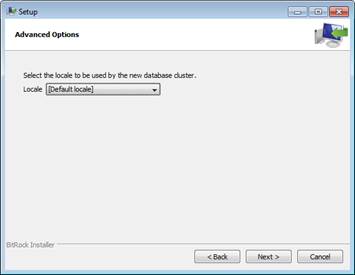 Setup
Advanced Options
Select the locale to be used by the new database cluster.
Locale [Default locale]
BitRock Installer
< Back Next > Cancel